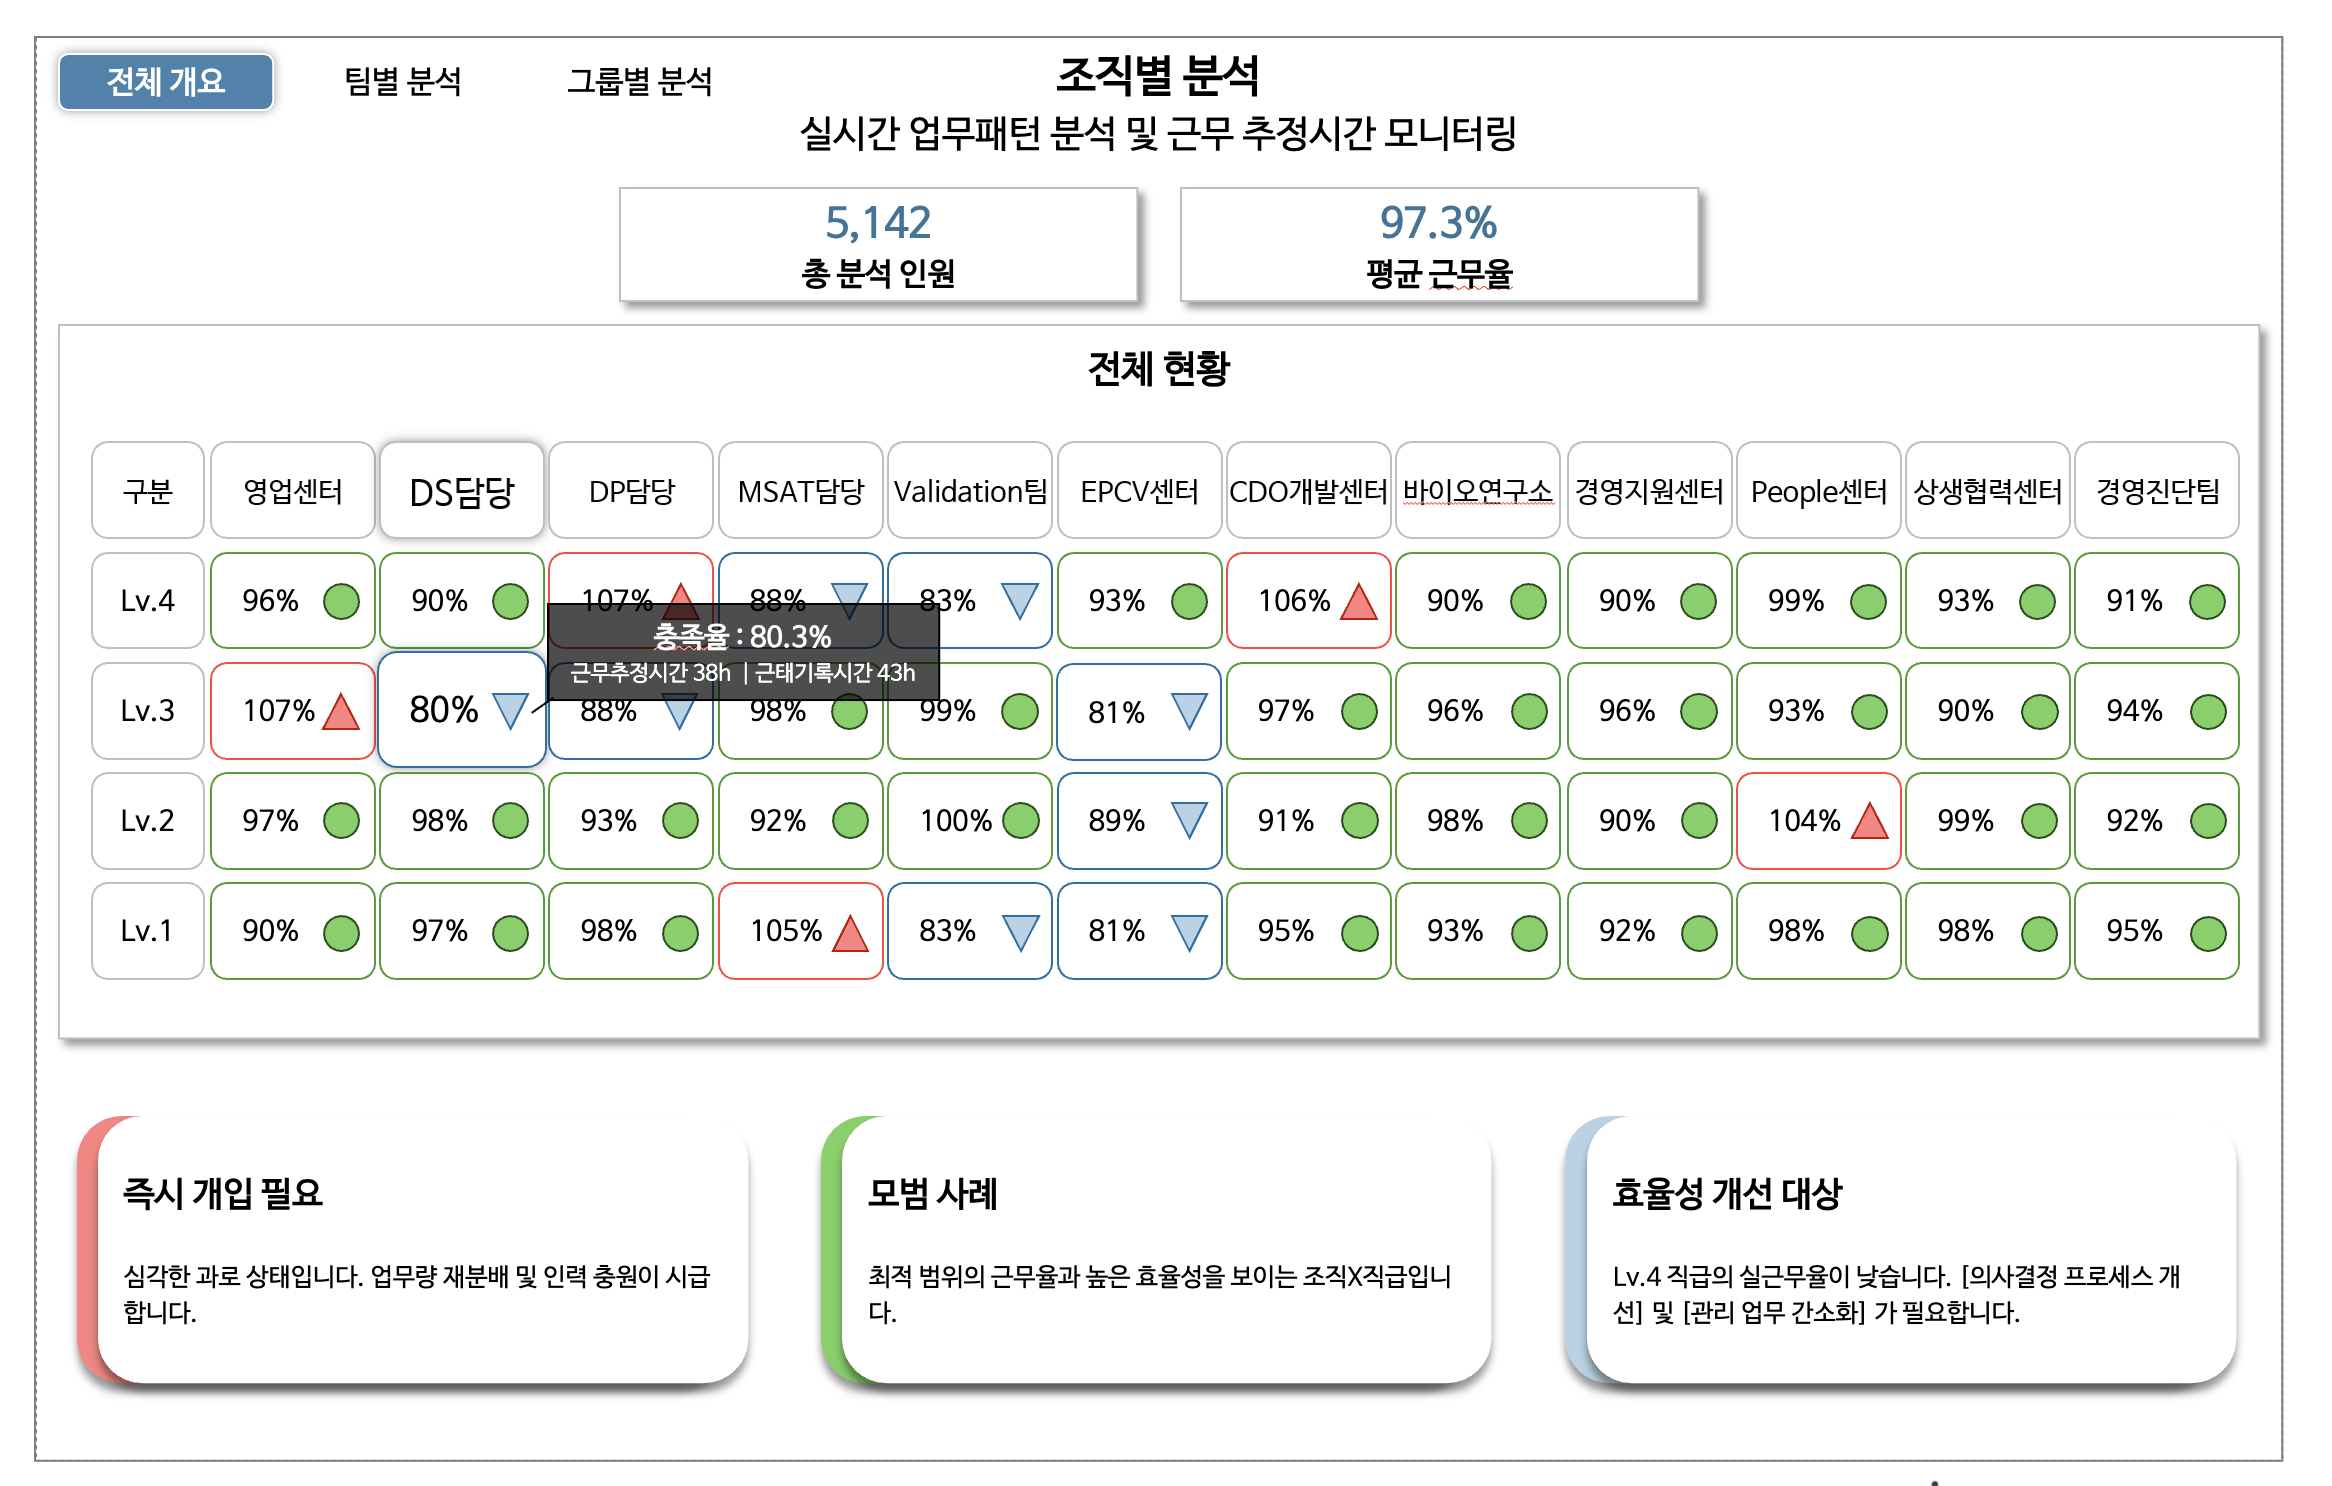 전체 개요 팀별 분석 그룹별 분석
조직별 분석
실시간 업무패턴 분석 및 근무 추정시간 모니터링
5,142
총 분석 인원
97.3%
평균 근무율
전체 현황
구분 영업센터 DS담당 DP담당 MSAT담당 Validation팀 EPCV센터 CDO개발센터 바이오연구소 경영지원센터 People센터 상생협력센터 경영진단팀
Lv.4 96% 90% 107% 88% 83% 93% 106% 90% 90% 99% 93% 91%
충족율 : 80.3%
근무추정시간 38h | 근태기록시간 43h
Lv.3 107% 80% 88% 98% 99% 81% 97% 96% 96% 93% 90% 94%
Lv.2 97% 98% 93% 92% 100% 89% 91% 98% 90% 104% 99% 92%
Lv.1 90% 97% 98% 105% 83% 81% 95% 93% 92% 98% 98% 95%
즉시 개입 필요
심각한 과로 상태입니다. 업무량 재분배 및 인력 충원이 시급
합니다.
모범 사례
최적 범위의 근무율과 높은 효율성을 보이는 조직X직급입니
다.
효율성 개선 대상
Lv.4 직급의 실근무율이 낮습니다. [의사결정 프로세스 개
선] 및 [관리 업무 간소화] 가 필요합니다.